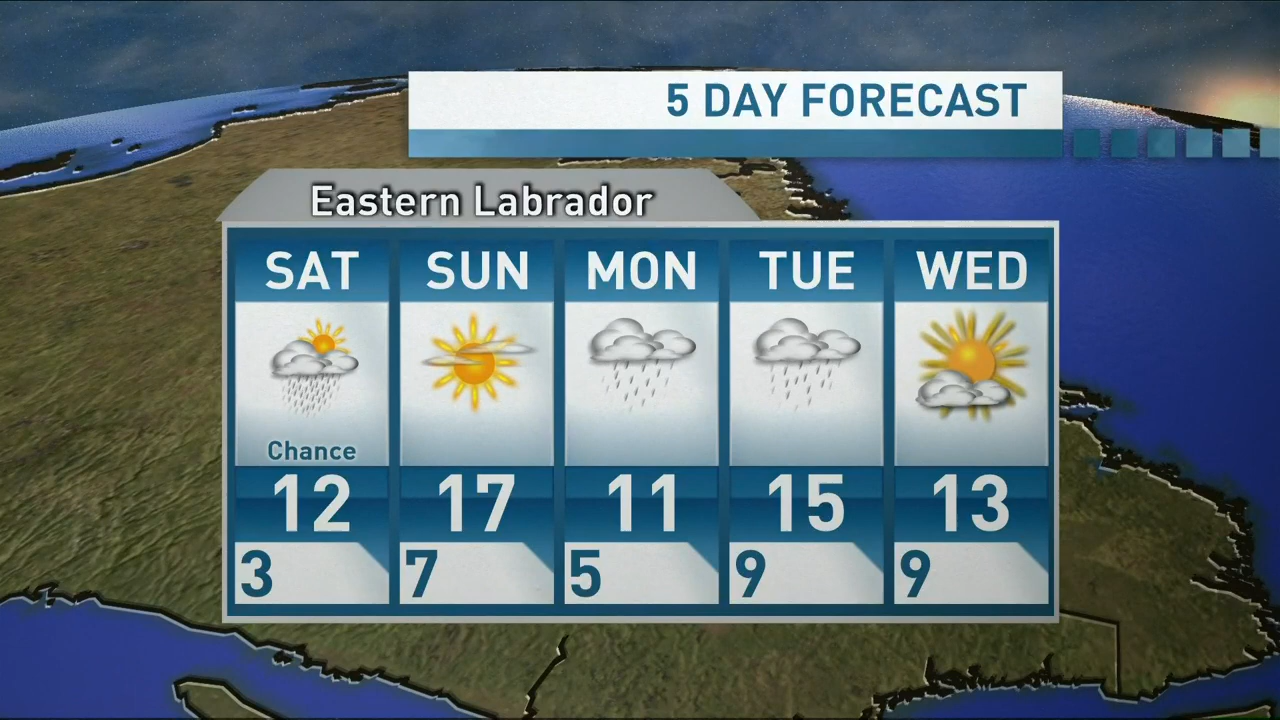 5 DAY FORECAST
Eastern Labrador
SAT SUN MON TUE WED
Chance
12 17 11 15 13
3 7 5 9 9